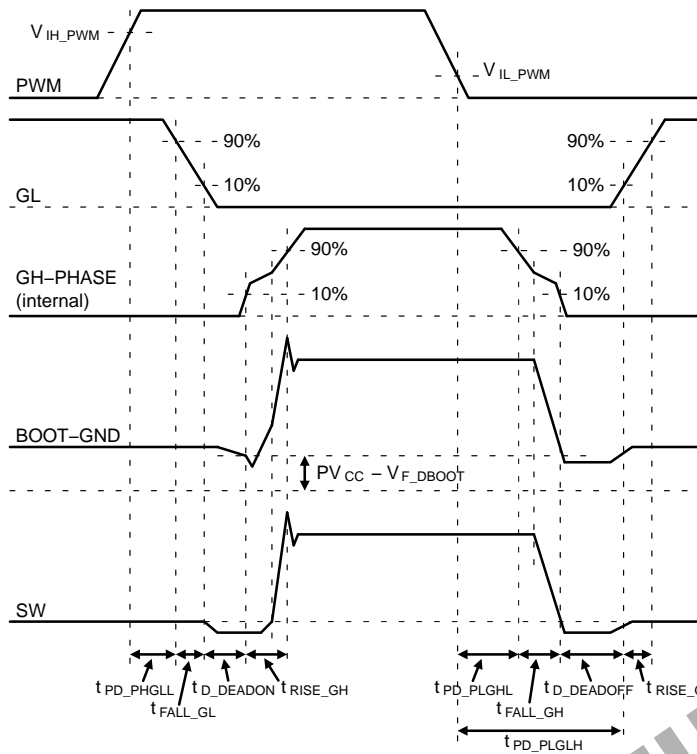 V IH_PWM
V IL_PWM
PWM
90%
90%
10%
10%
GL
90%
90%
GH−PHASE
(internal)
10%
10%
BOOT−GND
PV CC − V F_DBOOT
SW
t PD_PHGLL
t D_DEADON
t RISE_GH
t PD_PLGHL
t D_DEADOFF
t FALL_GL
t FALL_GH
t PD_PLGLH